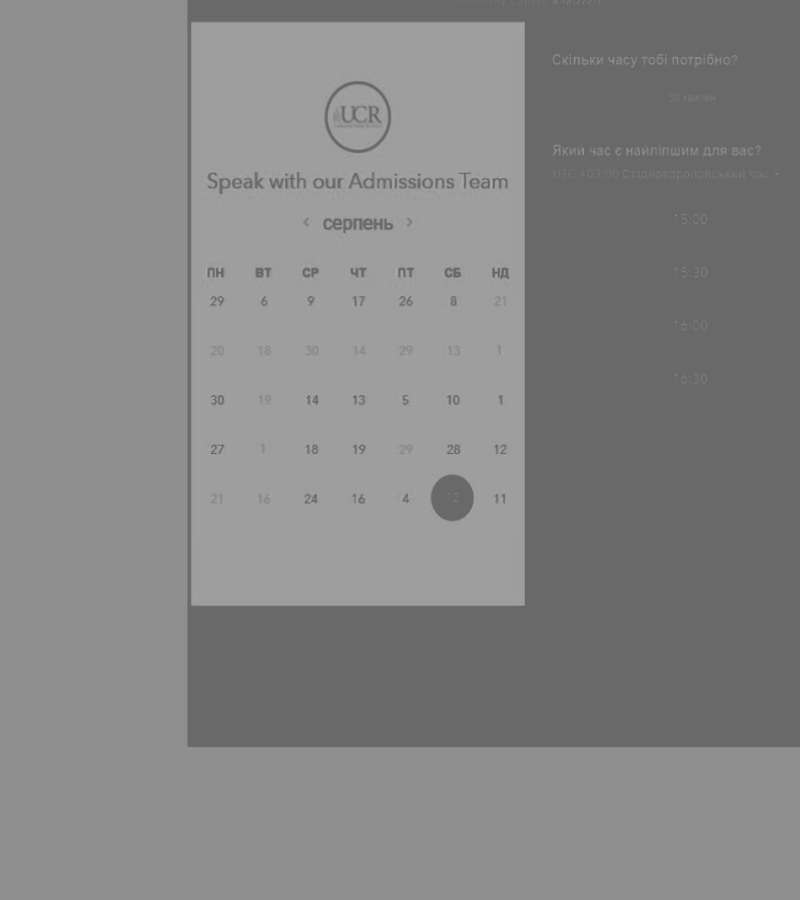 UCR
Speak with our Admissions Team
< серпень >
ПН ВТ СР ЧТ ПТ СБ НД
29 6 9 17 26 8 21
20 18 30 14 29 13 1
30 19 14 13 5 10 1
27 1 18 19 29 28 12
21 16 24 16 4 12 11
Скільки часу тобі потрібно?
30 хвилин
Який час є найліпшим для вас?
UTC +03:00 Східноєвропейський час
15:00
15:30
16:00
16:30